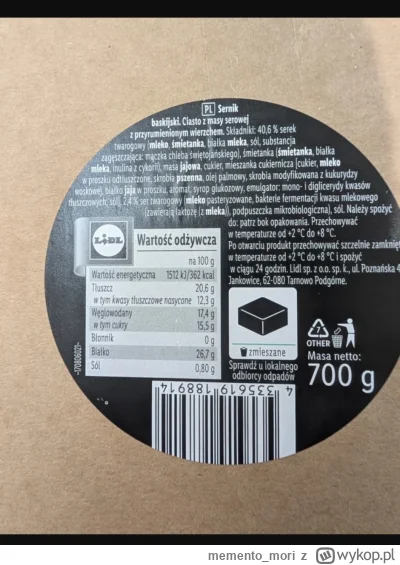 PL Sernik
baskijski. Ciasto z masy serowej
z przyrumienionym wierzchem. Składniki: 40,6 % serek
twarogowy (mleko, śmietanka, białka mleka, sól, substancja
zagęszczająca: mączka chleba świętojańskiego), śmietanka (śmietanka, białka
mleka, inulina z cykorii), masa jajowa, cukier, mieszanka cukiernicza [cukier, mleko
w proszku odtłuszczone, skrobia pszenna, olej palmowy, skrobia modyfikowana z kukurydzy
woskowej, białko jaja w proszku, aromat, syrop glukozowy, emulgator: mono- i diglicerydy kwasów
tłuszczowych, sól], 2,4% ser twarogowy (mleko pasteryzowane, bakterie fermentacji kwasu mlekowego
(zawierają laktozę (z mleka)), podpuszczka mikrobiologiczna), sól. Należy spożyć
do: patrz bok opakowania. Przechowywać
w temperaturze od +2 °C do +8 °C.
Po otwarciu produkt przechowywać szczelnie zamknięty
w temperaturze od +2 °C do +8 °C i spożyć
w ciągu 24 godzin. Lidl sp. z o.o. sp. k., ul. Poznańska 4
Jankowice, 62-080 Tarnowo Podgórne.
LIDL
Wartość odżywcza
na 100 g
Wartość energetyczna 1512 kJ/362 kcal
Tłuszcz 20,6 g
w tym kwasy tłuszczowe nasycone 12,3 g
Węglowodany 17,4 g
w tym cukry 15,5 g
Błonnik 0 g
Białko 26,7 g
Sól 0,80 g
zmieszane
Sprawdź u lokalnego
odbiorcy odpadów
7
OTHER
Masa netto:
700 g
4 335619 188914
memento_mori z wykop.pl